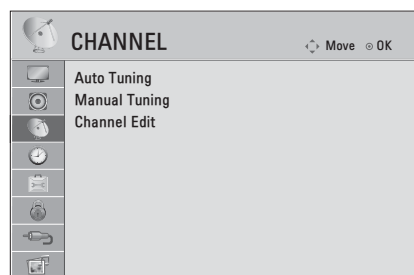 CHANNEL
Move OK
Auto Tuning
Manual Tuning
Channel Edit